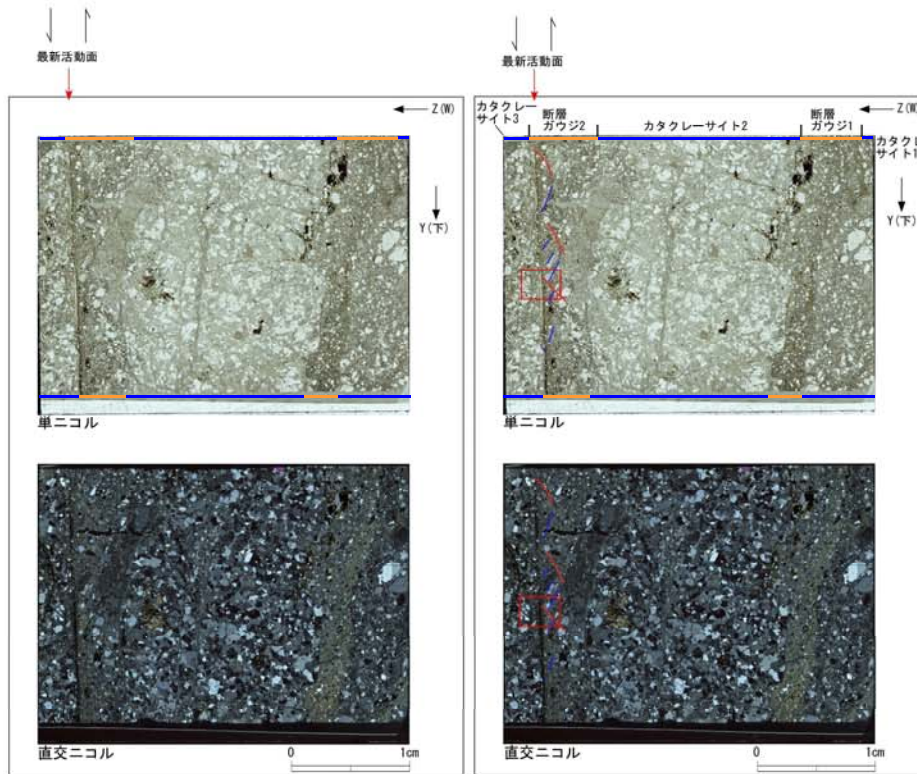 最新活動面
Z(W)
Y(下)
単ニコル
直交ニコル
0 1cm
最新活動面
Z(W)
カタクレー
サイト3
断層
ガウジ2
カタクレーサイト2
断層
ガウジ1
カタクレ
サイト1
Y(下)
単ニコル
直交ニコル
0 1cm